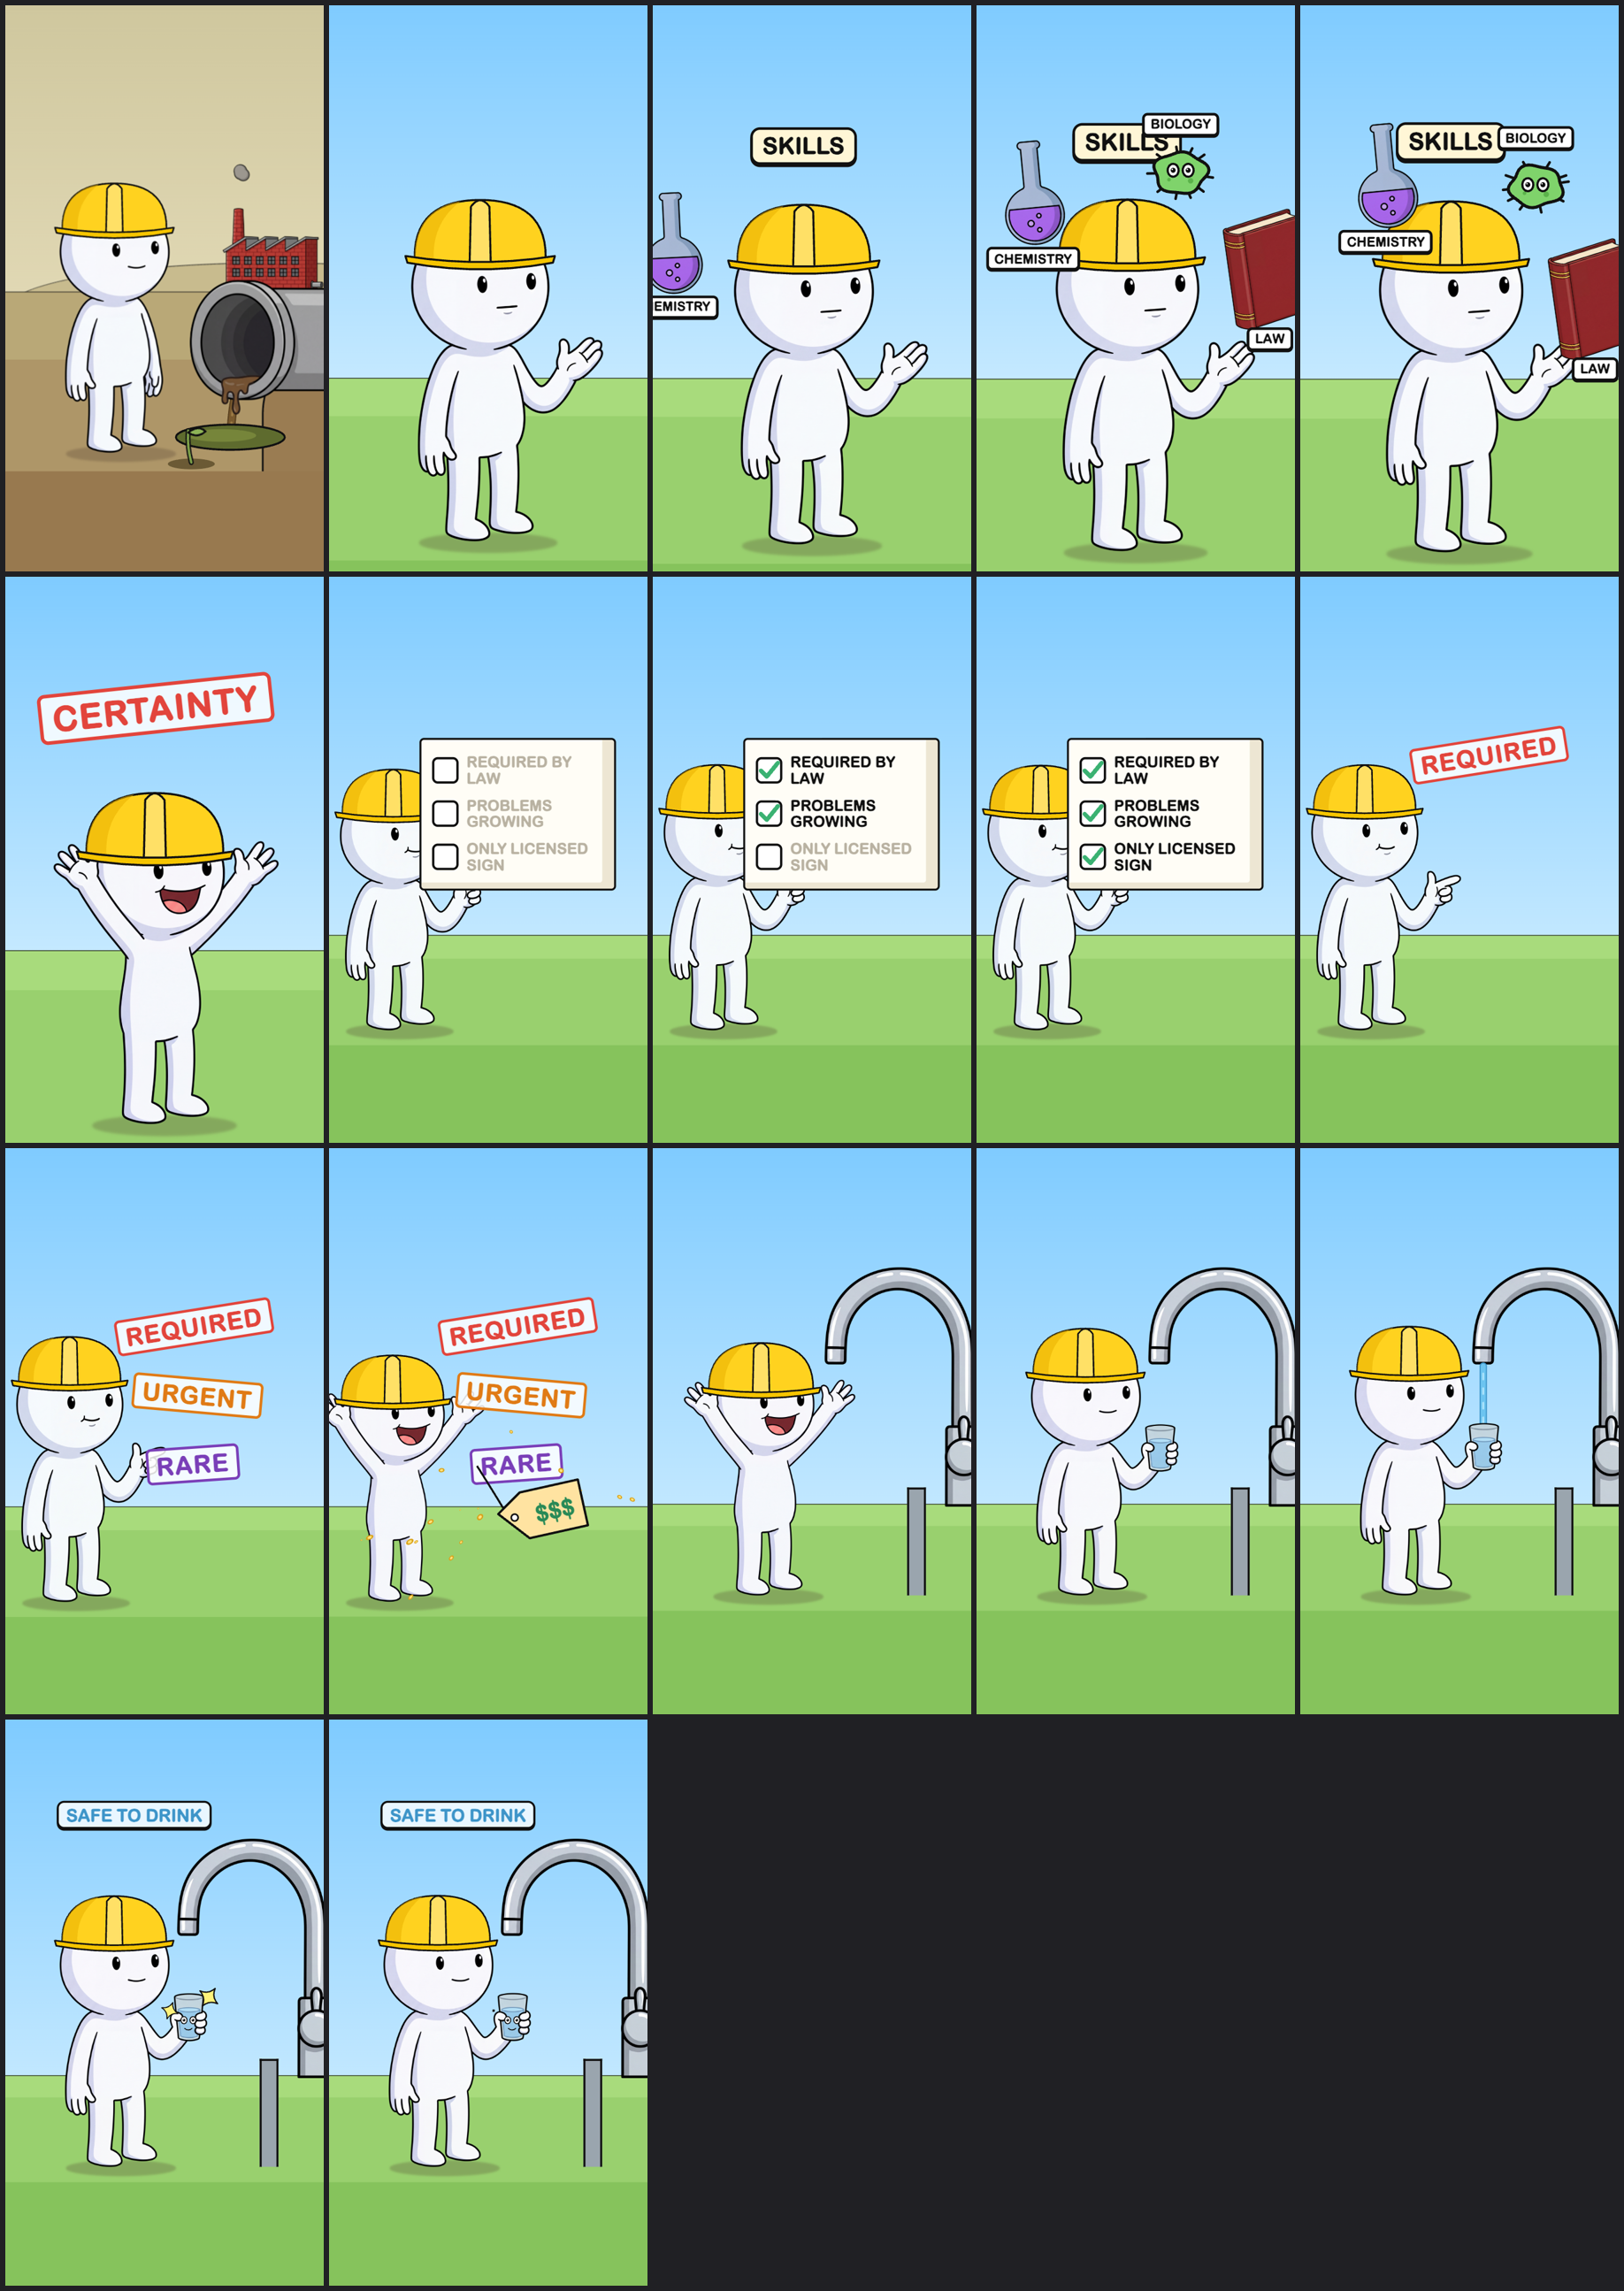 SKILLS
EMISTRY
SKILLS
BIOLOGY
CHEMISTRY
LAW
SKILLS
BIOLOGY
CHEMISTRY
LAW
CERTAINTY
REQUIRED BY
LAW
PROBLEMS
GROWING
ONLY LICENSED
SIGN
REQUIRED BY
LAW
PROBLEMS
GROWING
ONLY LICENSED
SIGN
REQUIRED BY
LAW
PROBLEMS
GROWING
ONLY LICENSED
SIGN
REQUIRED
REQUIRED
URGENT
RARE
REQUIRED
URGENT
RARE
$$$
SAFE TO DRINK
SAFE TO DRINK